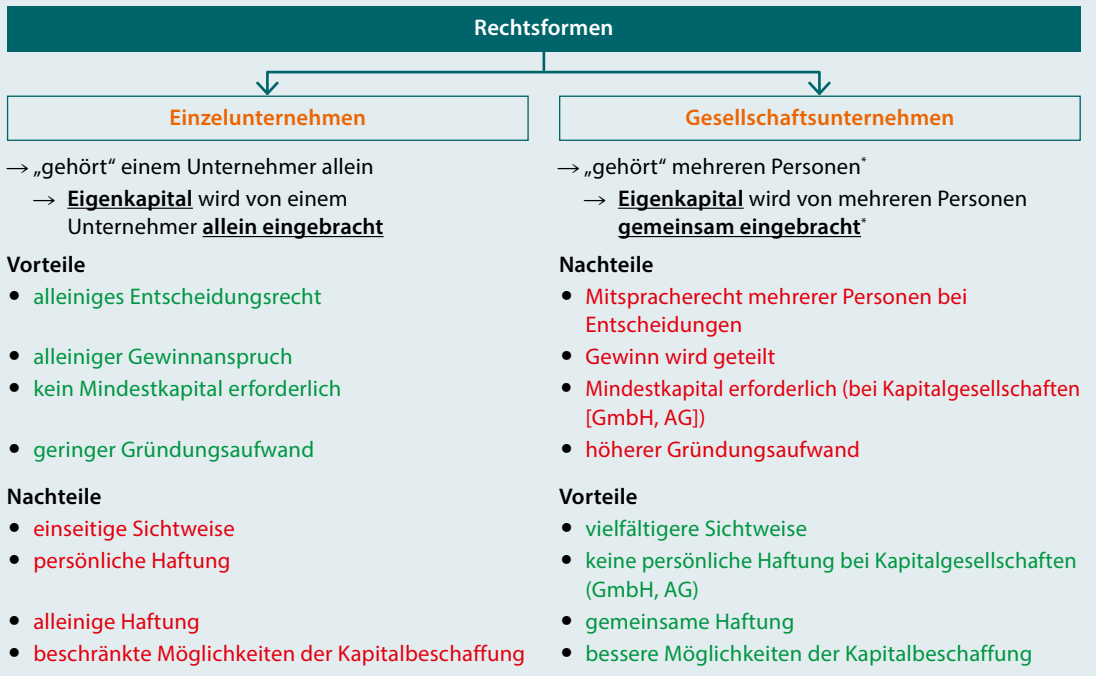 Rechtsformen
Einzelunternehmen
→ „gehört“ einem Unternehmer allein
→ Eigenkapital wird von einem
Unternehmer allein eingebracht
Vorteile
• alleiniges Entscheidungsrecht
• alleiniger Gewinnanspruch
• kein Mindestkapital erforderlich
• geringer Gründungsaufwand
Nachteile
• einseitige Sichtweise
• persönliche Haftung
• alleinige Haftung
• beschränkte Möglichkeiten der Kapitalbeschaffung
Gesellschaftsunternehmen
→ „gehört“ mehreren Personen*
→ Eigenkapital wird von mehreren Personen
gemeinsam eingebracht*
Nachteile
• Mitspracherecht mehrerer Personen bei
Entscheidungen
• Gewinn wird geteilt
• Mindestkapital erforderlich (bei Kapitalgesellschaften
[GmbH, AG])
• höherer Gründungsaufwand
Vorteile
• vielfältigere Sichtweise
• keine persönliche Haftung bei Kapitalgesellschaften
(GmbH, AG)
• gemeinsame Haftung
• bessere Möglichkeiten der Kapitalbeschaffung